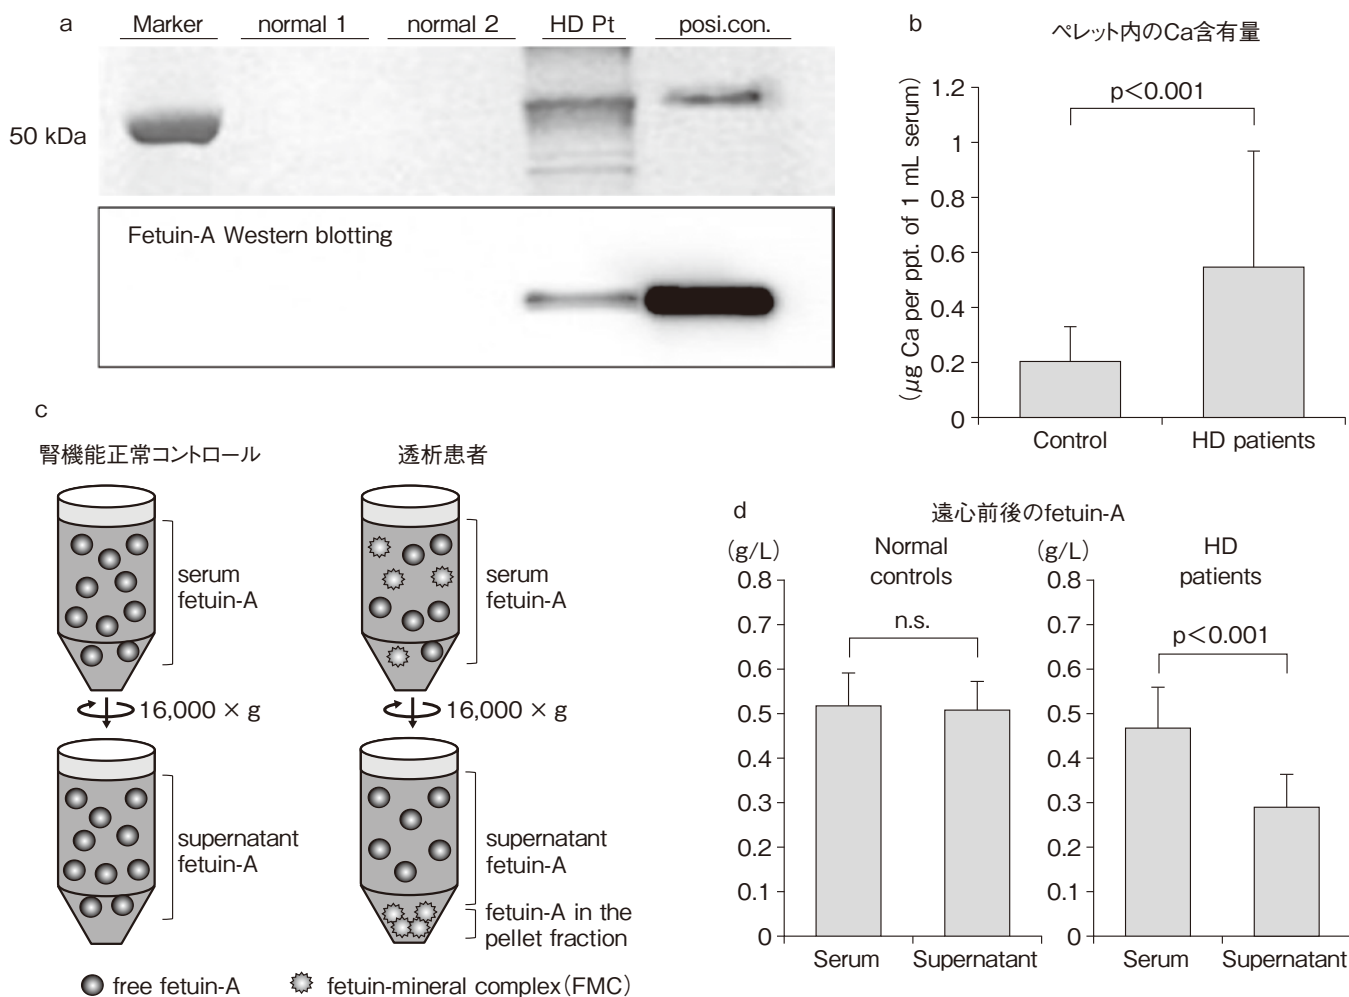 a
Marker normal 1 normal 2 HD Pt posi.con.
50 kDa
Fetuin-A Western blotting
b
ペレット内のCa含有量
(μg Ca per ppt. of 1 mL serum)
1.2
1
0.8
0.6
0.4
0.2
0
p<0.001
Control HD patients
c
腎機能正常コントロール 透析患者
serum
fetuin-A
serum
fetuin-A
16,000 × g 16,000 × g
supernatant
fetuin-A
supernatant
fetuin-A
fetuin-A in the
pellet fraction
free fetuin-A fetuin-mineral complex(FMC)
d
遠心前後のfetuin-A
(g/L)
Normal
controls
0.8
0.7
0.6
0.5
0.4
0.3
0.2
0.1
0
n.s.
Serum Supernatant
(g/L)
HD
patients
0.8
0.7
0.6
0.5
0.4
0.3
0.2
0.1
0
p<0.001
Serum Supernatant